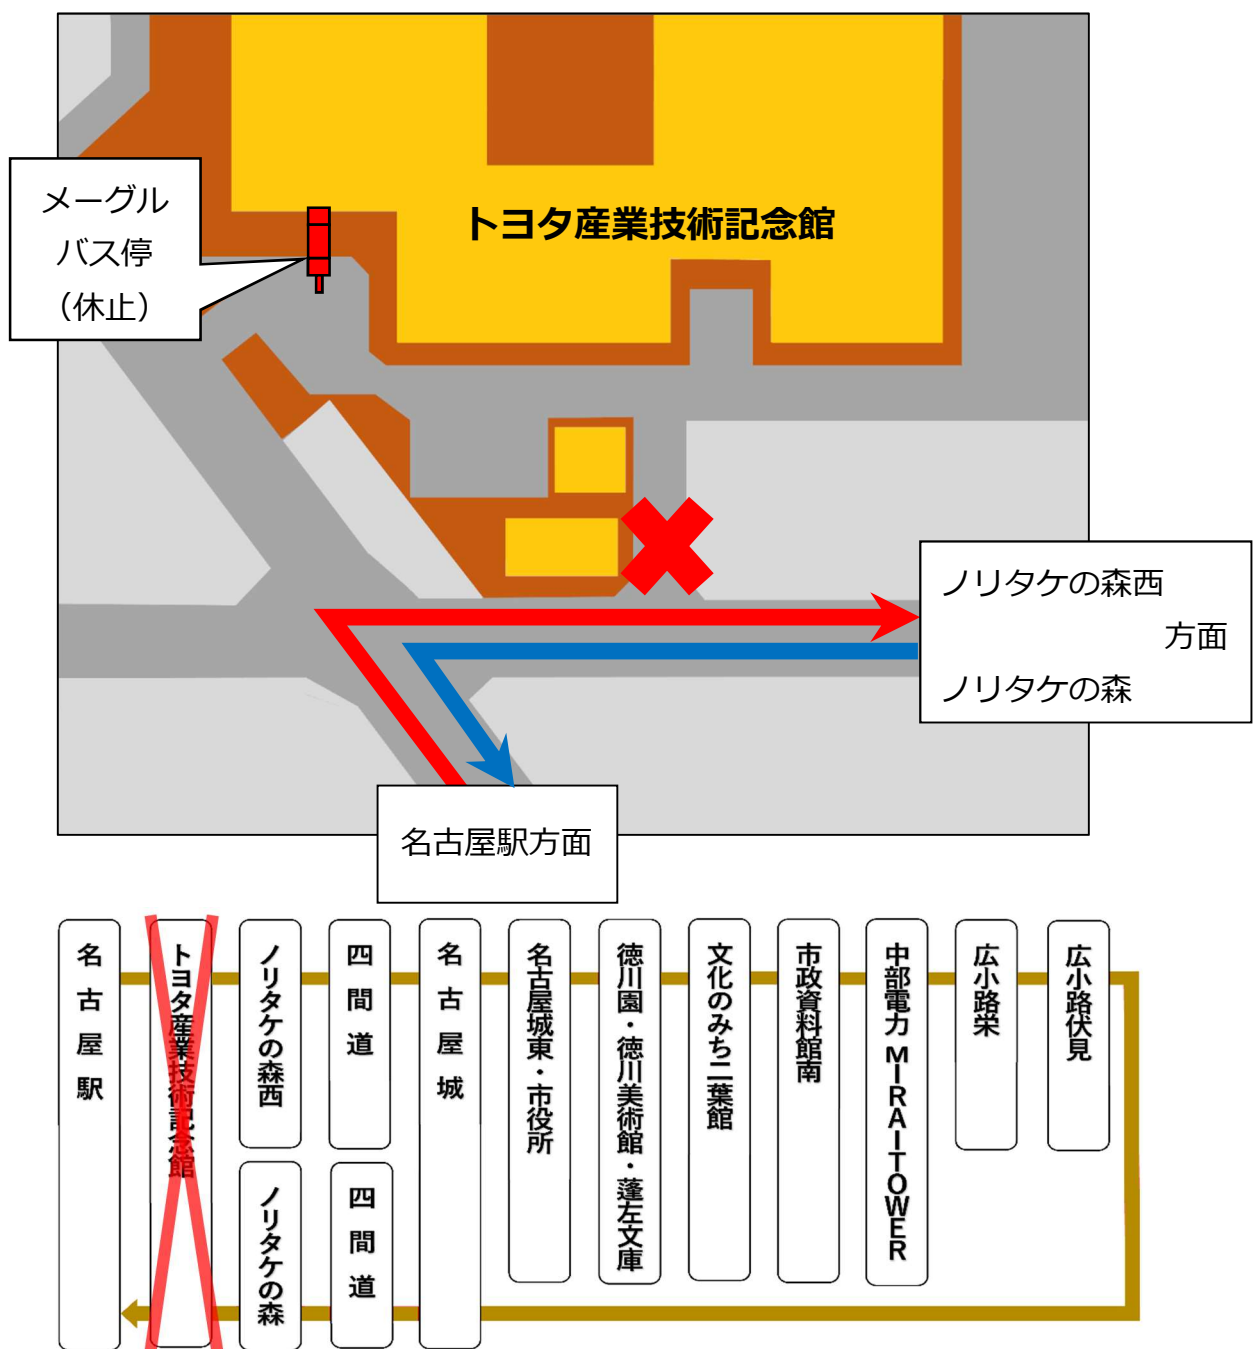 メーグル
バス停
（休止）
トヨタ産業技術記念館
ノリタケの森西
方面
ノリタケの森
名古屋駅方面
名古屋駅
トヨタ産業技術記念館
ノリタケの森西
四間道
名古屋城
名古屋城東・市役所
徳川園・徳川美術館・蓬左文庫
文化のみち二葉館
市政資料館南
中部電力 MIRAI TOWER
広小路栄
広小路伏見
ノリタケの森
四間道